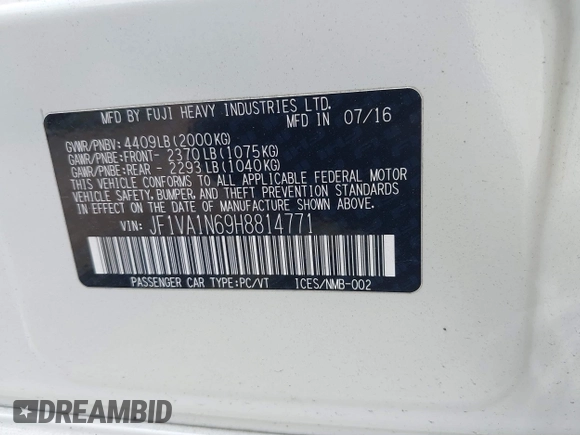 MFD BY FUJI HEAVY INDUSTRIES LTD.
MFD IN 07/16
GVWR/PNBV: 4409LB(2000KG)
GAWR/PNBE:FRONT- 2370LB(1075KG)
GAWR/PNBE:REAR - 2293LB(1040KG)
THIS VEHICLE CONFORMS TO ALL APPLICABLE FEDERAL MOTOR
VEHICLE SAFETY, BUMPER, AND THEFT PREVENTION STANDARDS
IN EFFECT ON THE DATE OF MANUFACTURE SHOWN ABOVE.
VIN: JF1VA1N69H8814771
PASSENGER CAR TYPE:PC/VT ICES/NMB-002
DREAMBID